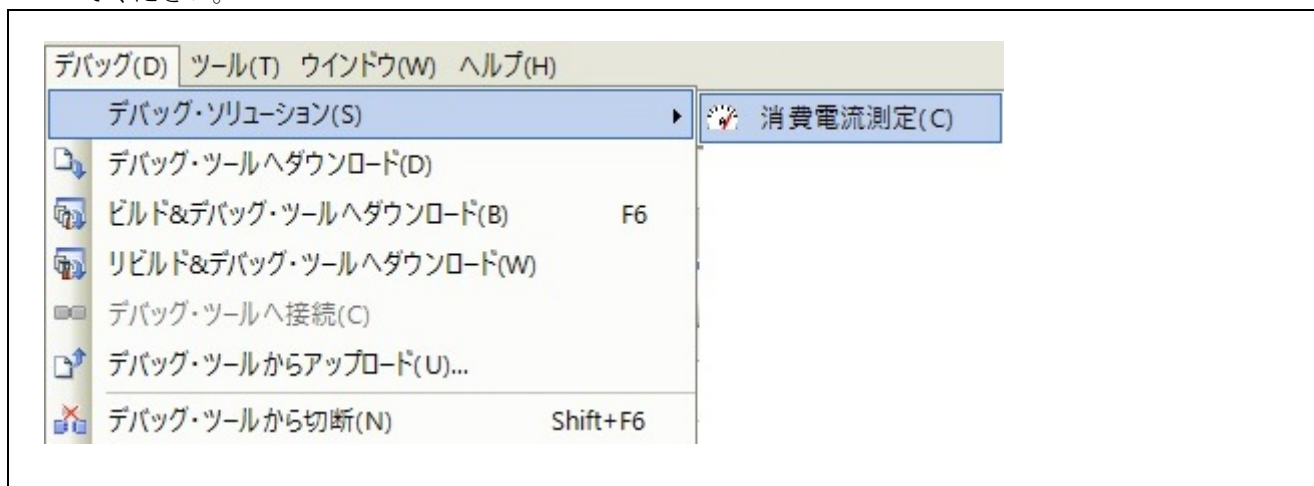 てください。
デバッグ(D) ツール(T) ウインドウ(W) ヘルプ(H)
デバッグ・ソリューション(S) 消費電流測定(C)
デバッグ・ツールへダウンロード(D)
ビルド&デバッグ・ツールへダウンロード(B) F6
リビルド&デバッグ・ツールへダウンロード(W)
デバッグ・ツールへ接続(C)
デバッグ・ツールからアップロード(U)...
デバッグ・ツールから切断(N) Shift+F6